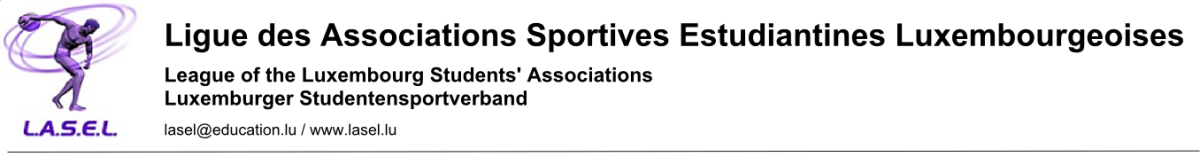 Ligue des Associations Sportives Estudiantines Luxembourgeoises
League of the Luxembourg Students' Associations
Luxemburger Studentensportverband
L.A.S.E.L.
lasel@education.lu / www.lasel.lu